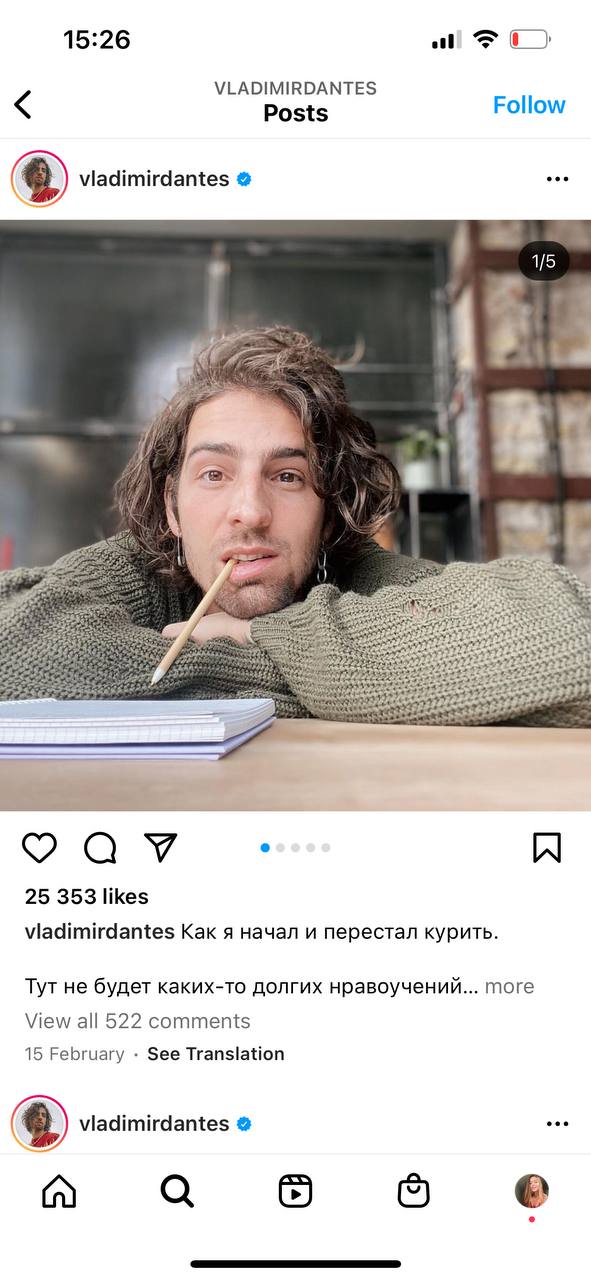 15:26
VLADIMIRDANTES
Posts
Follow
vladimirdantes
1/5
25 353 likes
vladimirdantes Как я начал и перестал курить.
Тут не будет каких-то долгих нравоучений... more
View all 522 comments
15 February · See Translation
vladimirdantes